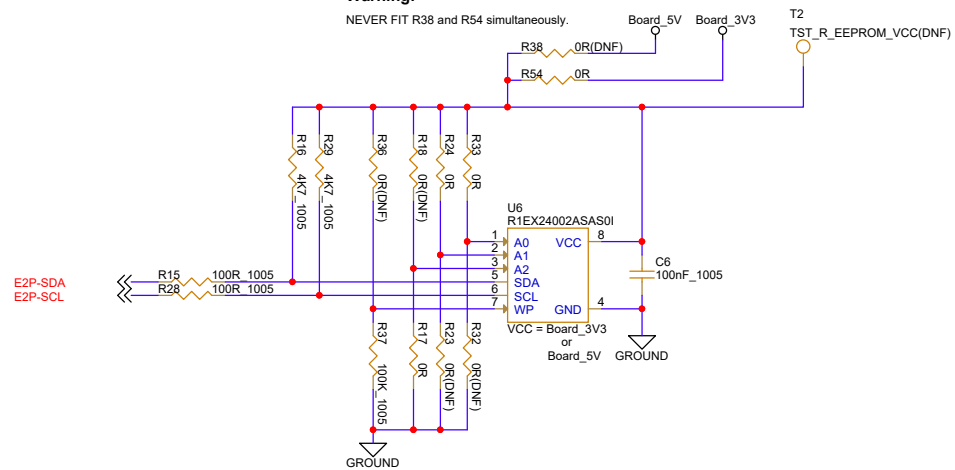 Warning:
NEVER FIT R38 and R54 simultaneously.
Board_5V
Board_3V3
T2
TST_R_EEPROM_VCC(DNF)
R38
0R(DNF)
R54
0R
R16
4K7_1005
R29
4K7_1005
R36
0R(DNF)
R18
0R(DNF)
R24
0R
R33
0R
U6
R1EX24002ASAS0I
1
A0
VCC
8
2
A1
3
A2
5
SDA
6
SCL
7
WP
GND
4
C6
100nF_1005
E2P-SDA
R15
100R_1005
E2P-SCL
R28
100R_1005
VCC = Board_3V3
or
Board_5V
GROUND
R37
100K_1005
R17
0R
R23
0R(DNF)
R32
0R(DNF)
GROUND